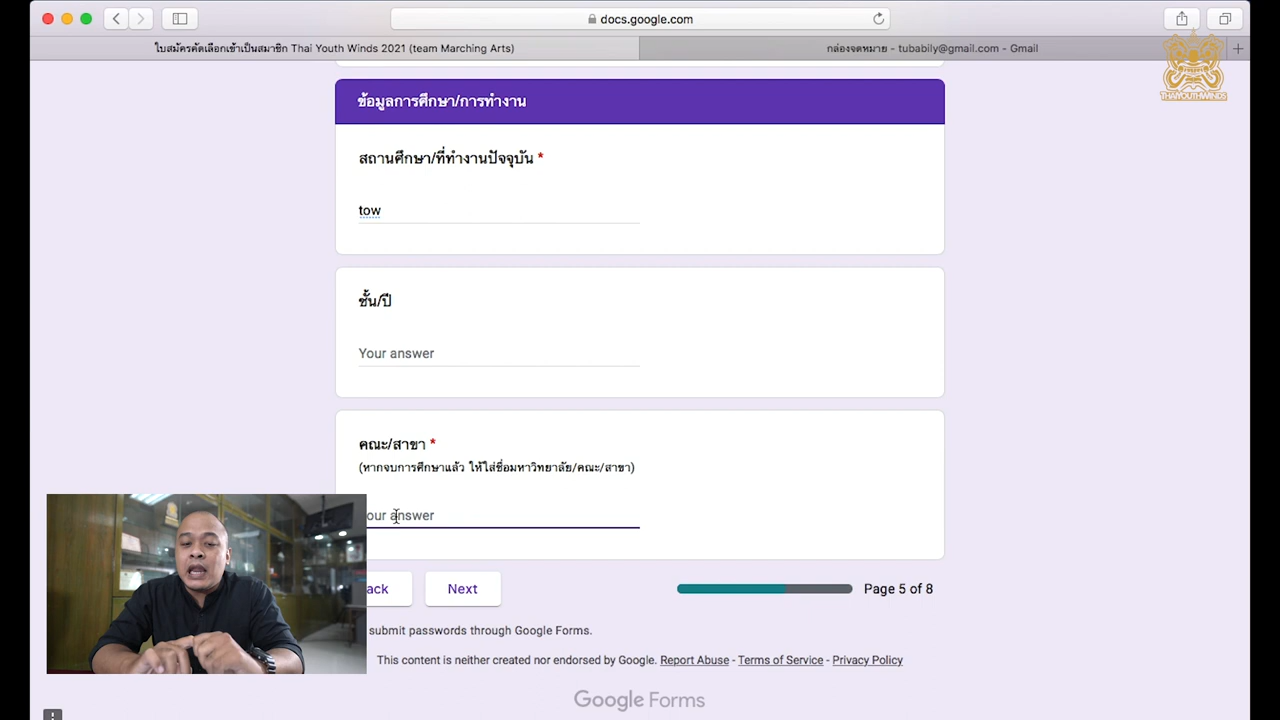 docs.google.com
ใบสมัครคัดเลือกเข้าเป็นสมาชิก Thai Youth Winds 2021 (team Marching Arts)
กล่องจดหมาย - tubabily@gmail.com - Gmail
THAIYOUTHWINDS
ข้อมูลการศึกษา/การทำงาน
สถานศึกษา/ที่ทำงานปัจจุบัน *
tow
ชั้น/ปี
Your answer
คณะ/สาขา *
(หากจบการศึกษาแล้ว ให้ใส่ชื่อมหาวิทยาลัย/คณะ/สาขา)
our answer
ack
Next
Page 5 of 8
submit passwords through Google Forms.
This content is neither created nor endorsed by Google. Report Abuse - Terms of Service - Privacy Policy
Google Forms